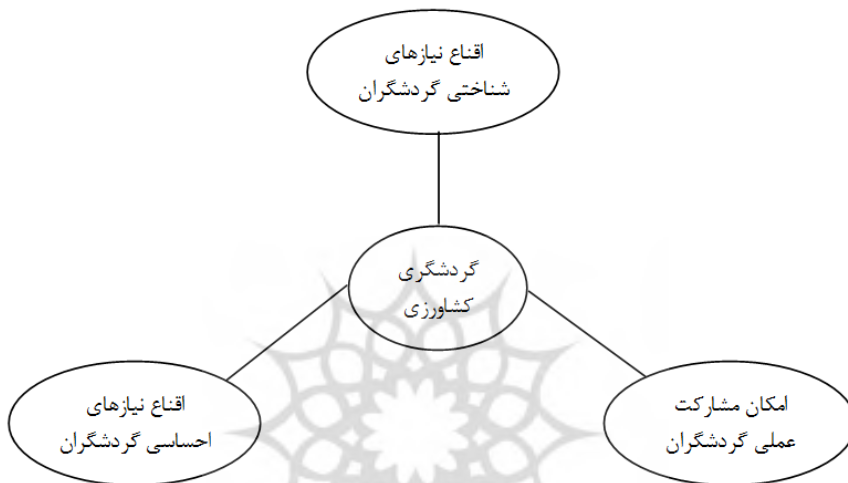 اقناع نیازهای
شناختی گردشگران
گردشگری
کشاورزی
امکان مشارکت
عملی گردشگران
اقناع نیازهای
احساسی گردشگران